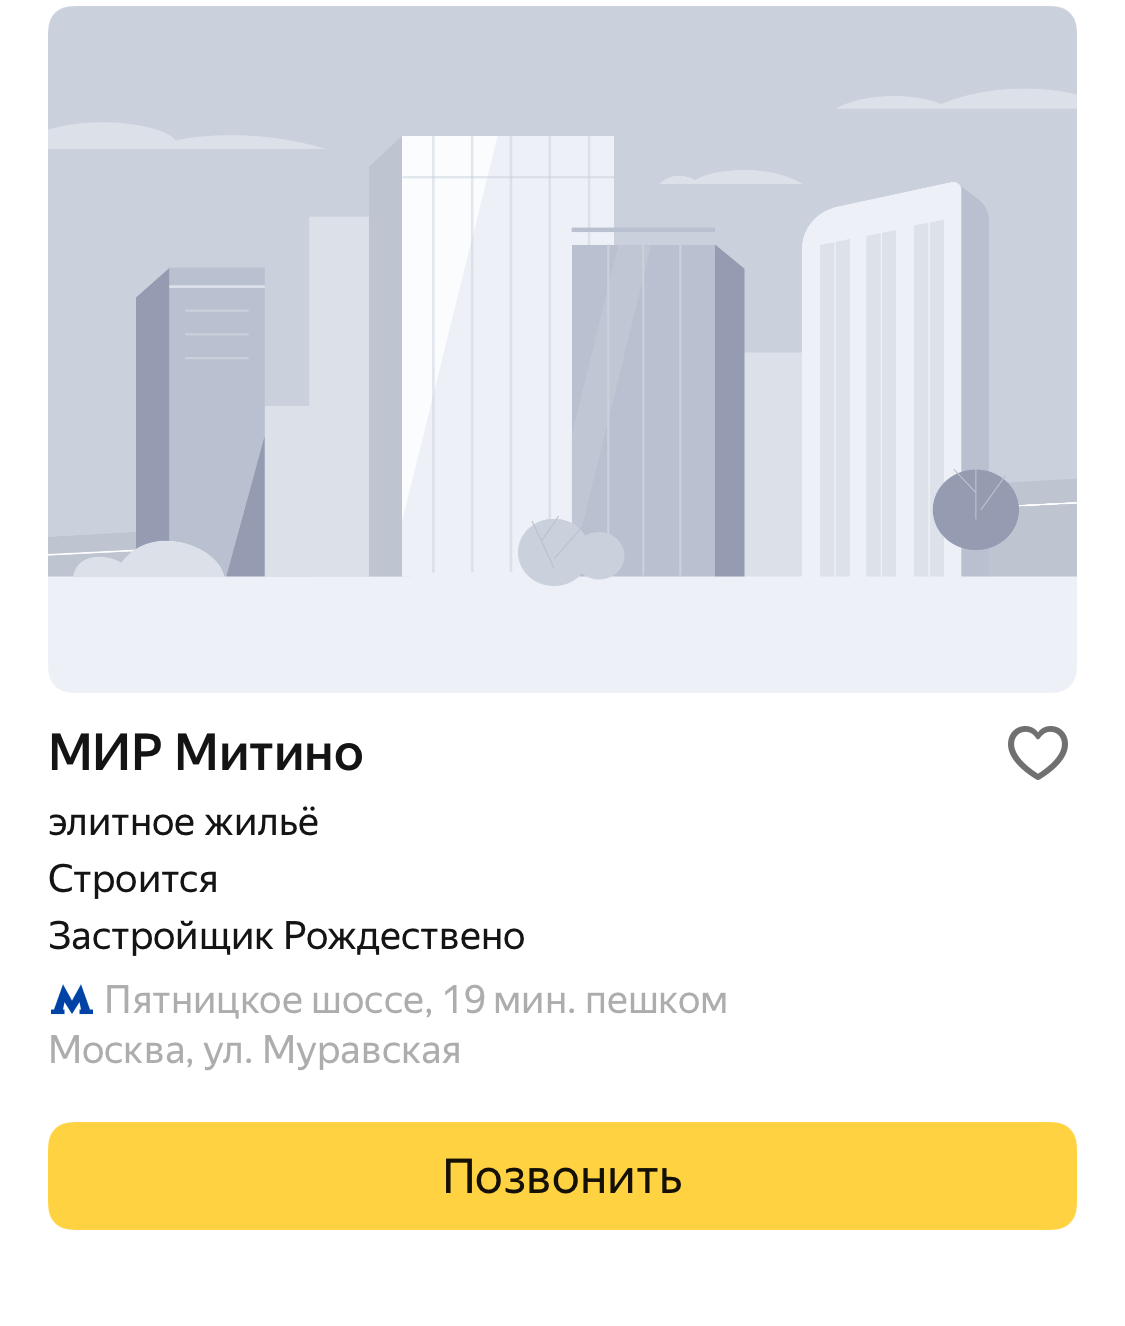 МИР Митино
элитное жильё
Строится
Застройщик Рождествено
Пятницкое шоссе, 19 мин. пешком
Москва, ул. Муравская
Позвонить